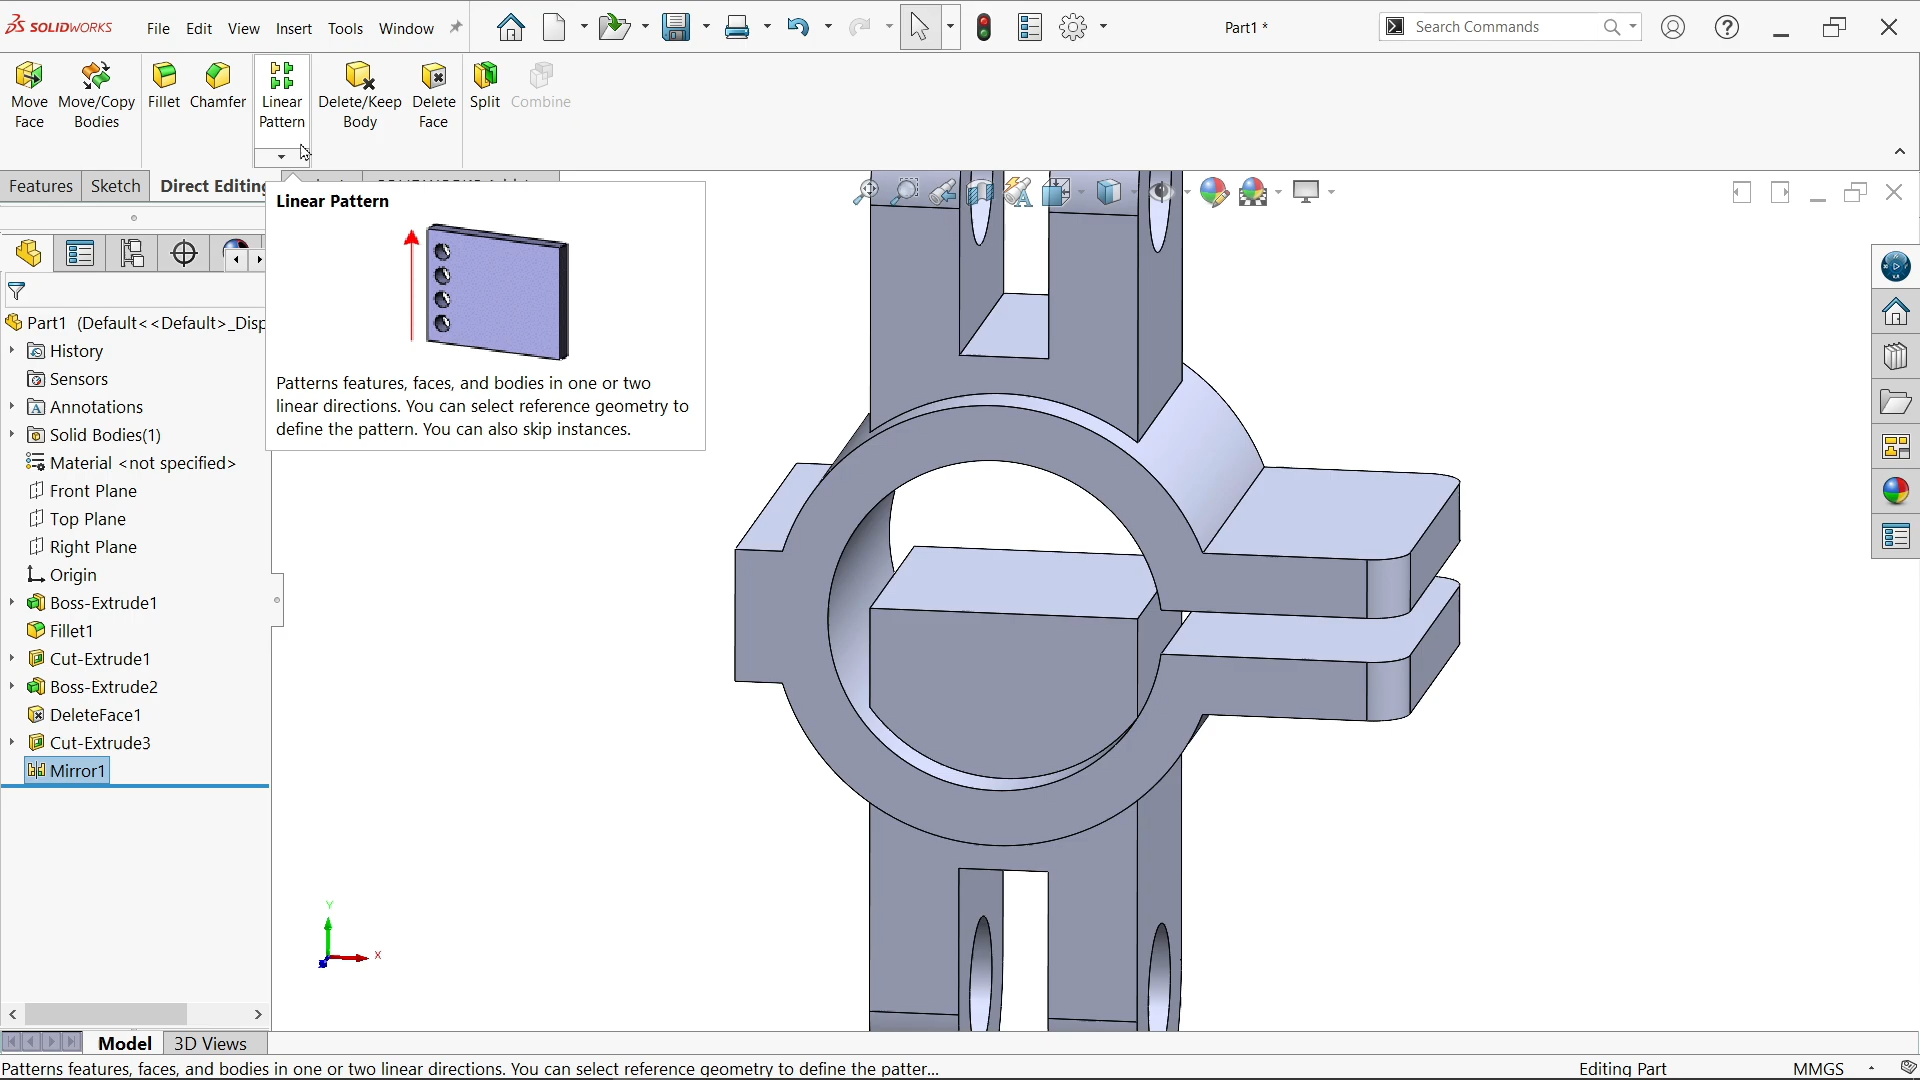 SOLIDWORKS
File Edit View Insert Tools Window
Part1 *
Search Commands
Move Face
Move/Copy Bodies
Fillet
Chamfer
Linear Pattern
Delete/Keep Body
Delete Face
Split
Combine
Features Sketch Direct Editing
Linear Pattern
Patterns features, faces, and bodies in one or two
linear directions. You can select reference geometry to
define the pattern. You can also skip instances.
Part1 (Default<<Default>_Disp
History
Sensors
Annotations
Solid Bodies(1)
Material <not specified>
Front Plane
Top Plane
Right Plane
Origin
Boss-Extrude1
Fillet1
Cut-Extrude1
Boss-Extrude2
DeleteFace1
Cut-Extrude3
Mirror1
Y
X
Model 3D Views
Patterns features, faces, and bodies in one or two linear directions. You can select reference geometry to define the patter...
Editing Part
MMGS